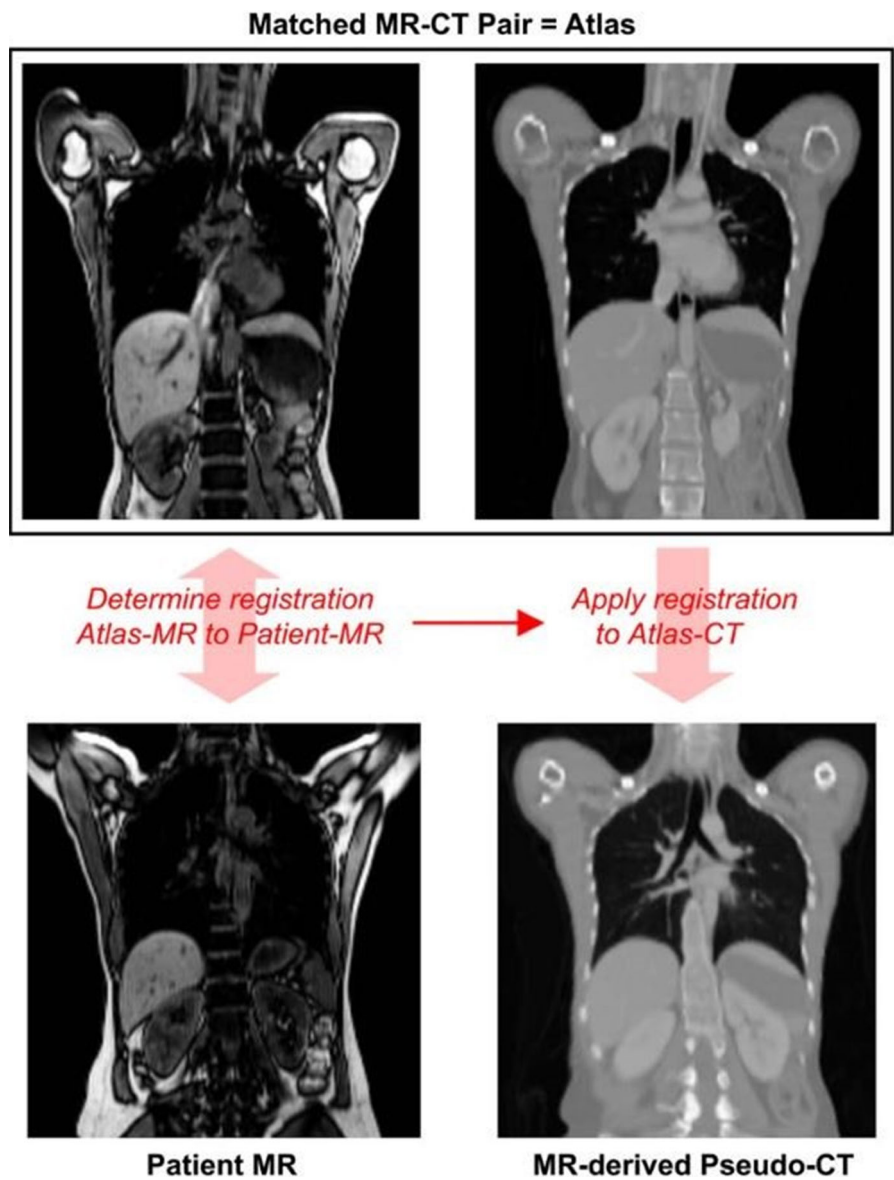 Matched MR-CT Pair = Atlas
Determine registration
Atlas-MR to Patient-MR
Apply registration
to Atlas-CT
Patient MR
MR-derived Pseudo-CT